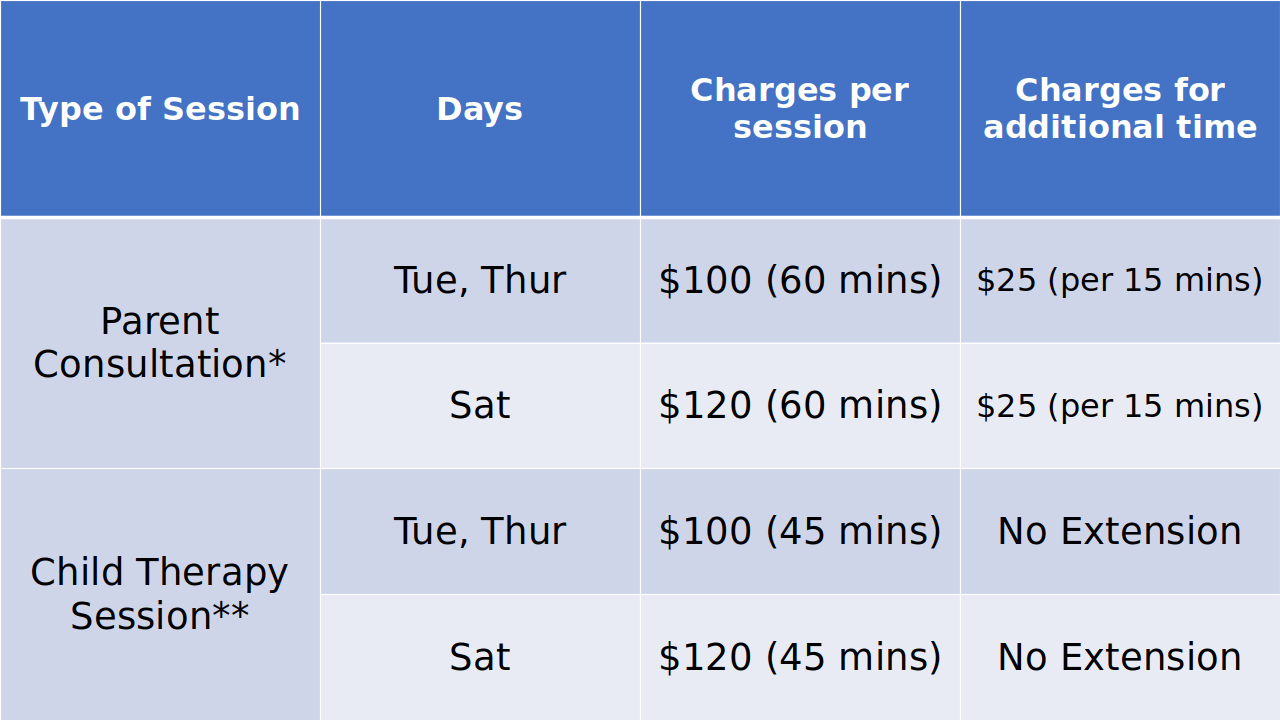 Type of Session
Days
Charges per
session
Charges for
additional time
Parent
Consultation*
Tue, Thur
$100 (60 mins)
$25 (per 15 mins)
Sat
$120 (60 mins)
$25 (per 15 mins)
Child Therapy
Session**
Tue, Thur
$100 (45 mins)
No Extension
Sat
$120 (45 mins)
No Extension